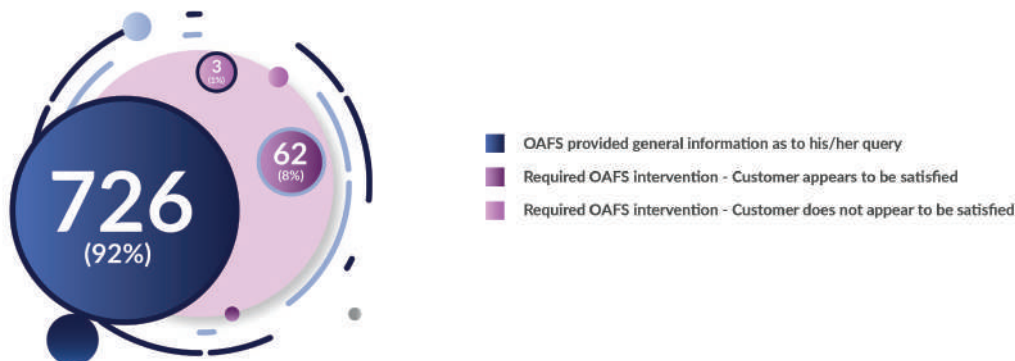 3
(1%)
62
(8%)
726
(92%)
OAFS provided general information as to his/her query
Required OAFS intervention - Customer appears to be satisfied
Required OAFS intervention - Customer does not appear to be satisfied